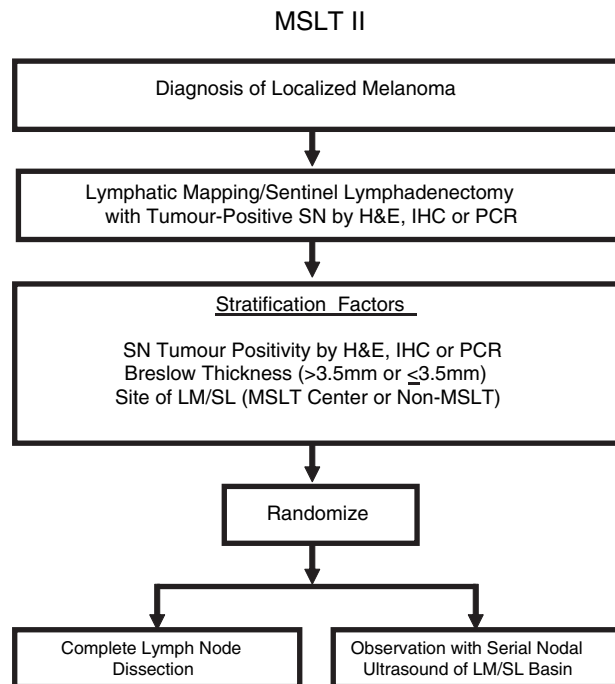 MSLT II
Diagnosis of Localized Melanoma
Lymphatic Mapping/Sentinel Lymphadenectomy
with Tumour-Positive SN by H&E, IHC or PCR
Stratification Factors
SN Tumour Positivity by H&E, IHC or PCR
Breslow Thickness (>3.5mm or ≤3.5mm)
Site of LM/SL (MSLT Center or Non-MSLT)
Randomize
Complete Lymph Node
Dissection
Observation with Serial Nodal
Ultrasound of LM/SL Basin